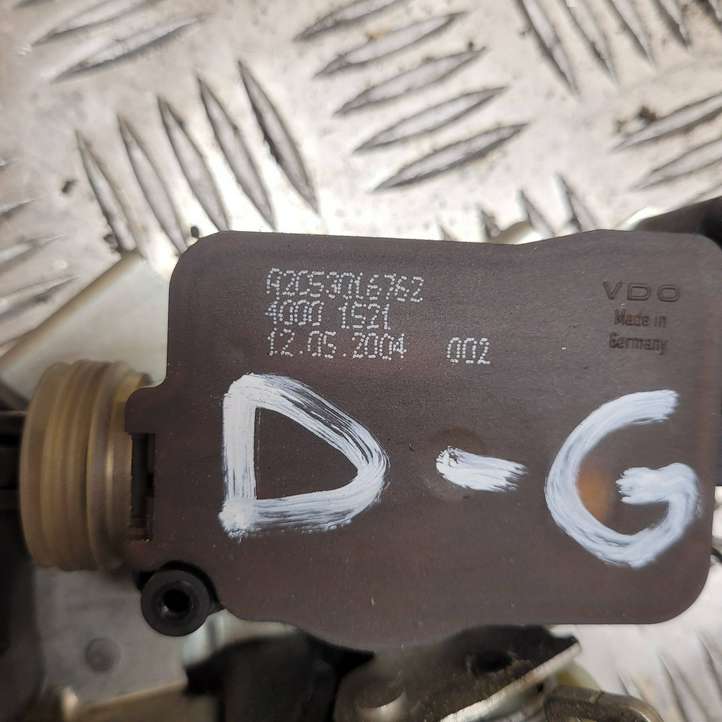 A2C53016762
4000 1521
12.05.2004 002
VDO
Made in
Germany
D-G